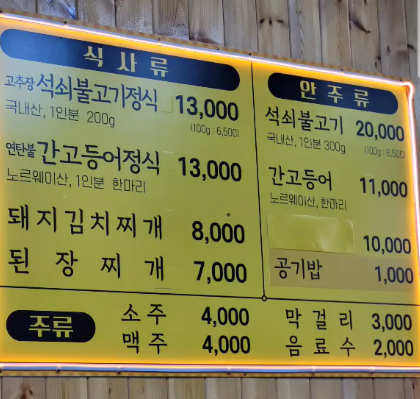 식사류
고추장석쇠불고기정식 13,000
국내산, 1인분 200g (100g : 6,500)
연탄불간고등어정식 13,000
노르웨이산, 1인분 한마리
돼지김치찌개 8,000
된장찌개 7,000
안주류
석쇠불고기 20,000
국내산, 1인분 300g (100g : 6,500)
간고등어 11,000
노르웨이산, 한마리
10,000
공기밥 1,000
주류
소주 4,000
맥주 4,000
막걸리 3,000
음료수 2,000